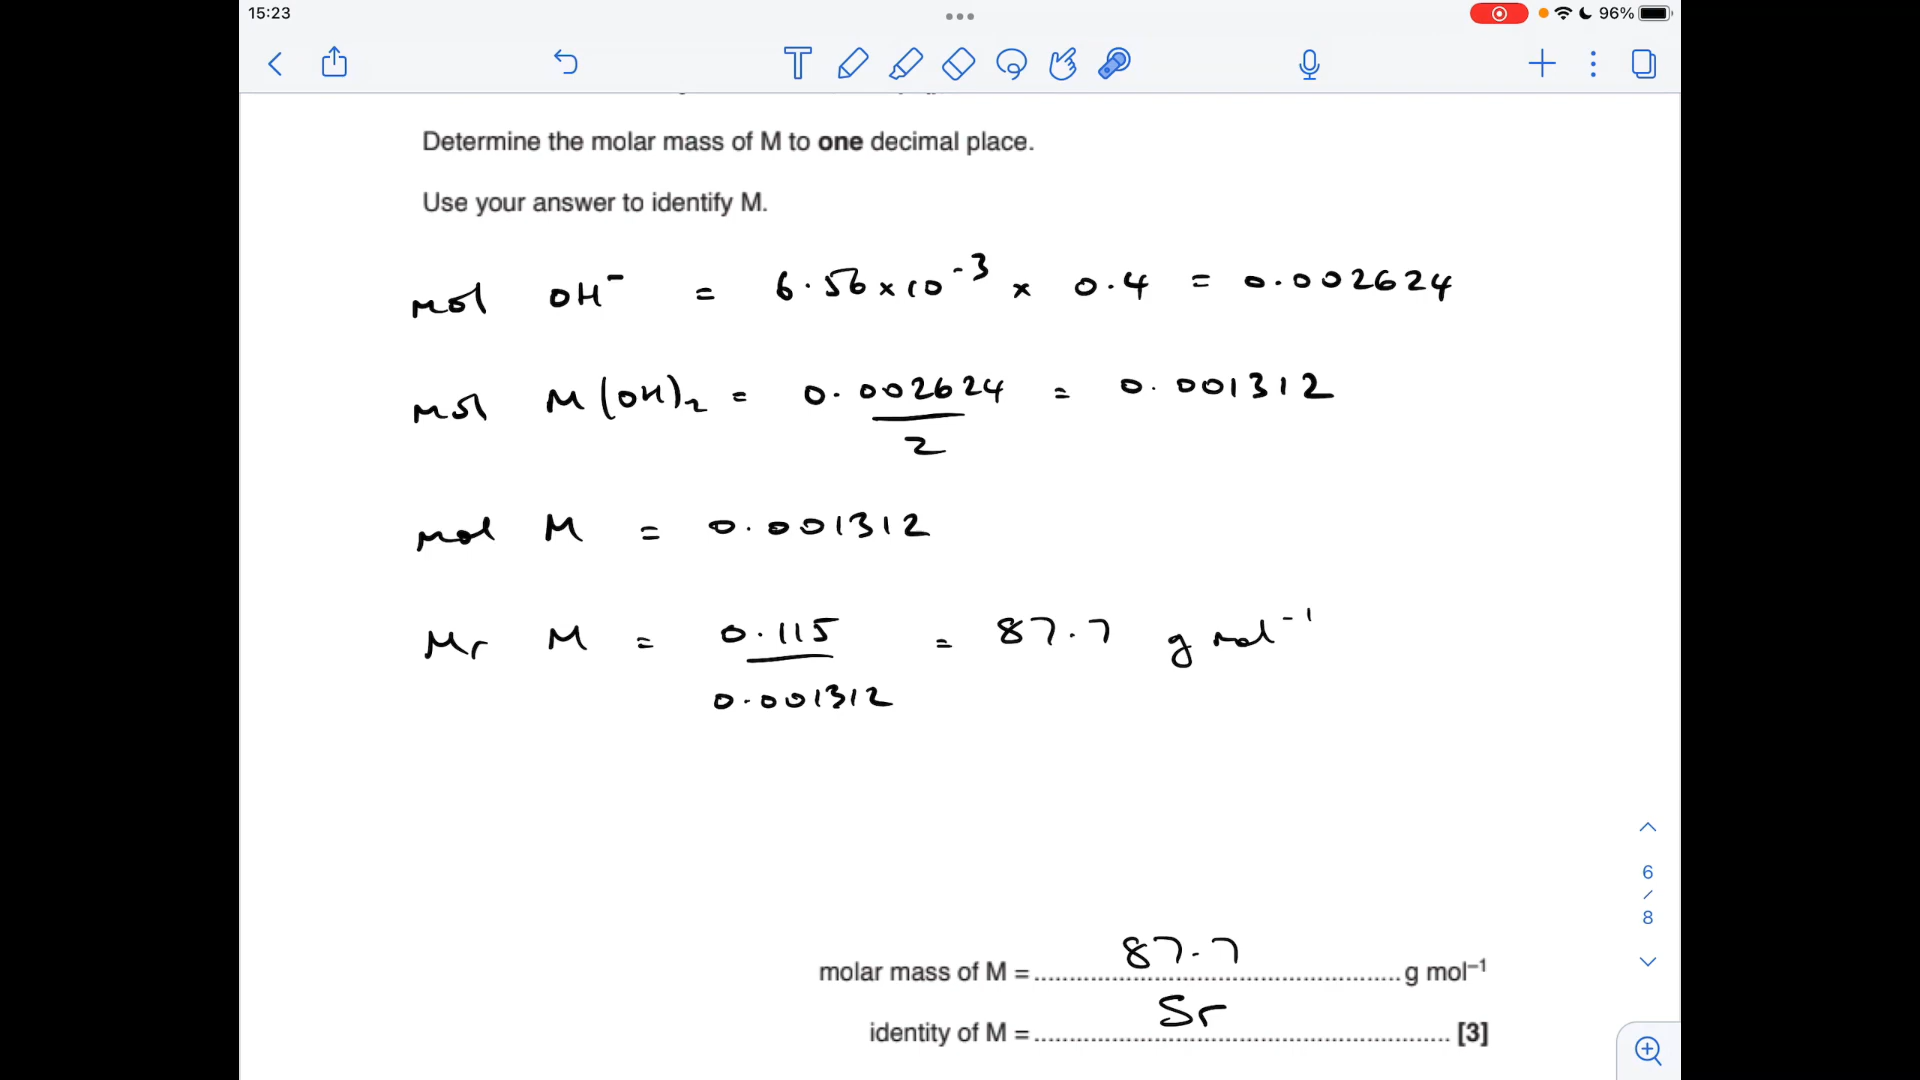 15:23
96%
Determine the molar mass of M to one decimal place.
Use your answer to identify M.
mol OH⁻ = 6.56×10⁻³ × 0.4 = 0.002624
mol M(OH)₂ = 0.002624 = 0.001312
2
mol M = 0.001312
Mr M = 0.115 = 87.7 g mol⁻¹
0.001312
87.7
molar mass of M = .................................................... g mol⁻¹
Sr
identity of M = ............................................................ [3]
6
/
8